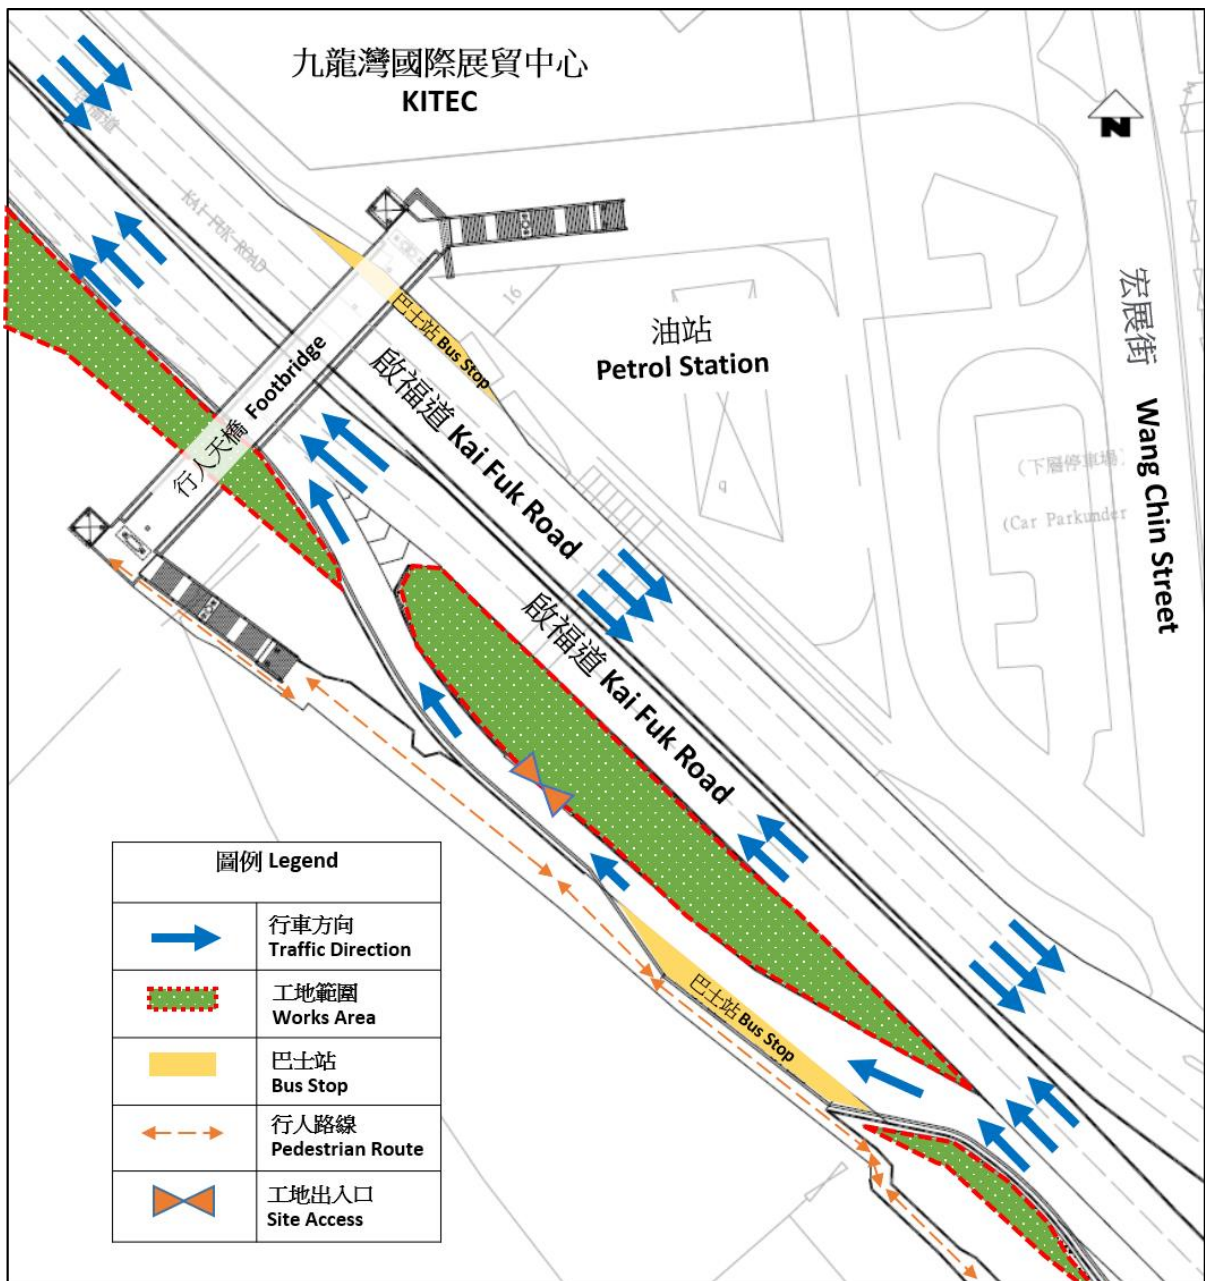 九龍灣國際展貿中心
KITEC
啓福道
KAI FUK ROAD
N
16
巴士站 Bus Stop
油站
Petrol Station
宏展街 Wang Chin Street
行人天橋 Footbridge
啟福道 Kai Fuk Road
(下層停車場)
(Car Parkunder
啟福道 Kai Fuk Road
巴士站 Bus Stop
圖例 Legend
行車方向
Traffic Direction
工地範圍
Works Area
巴士站
Bus Stop
行人路線
Pedestrian Route
工地出入口
Site Access